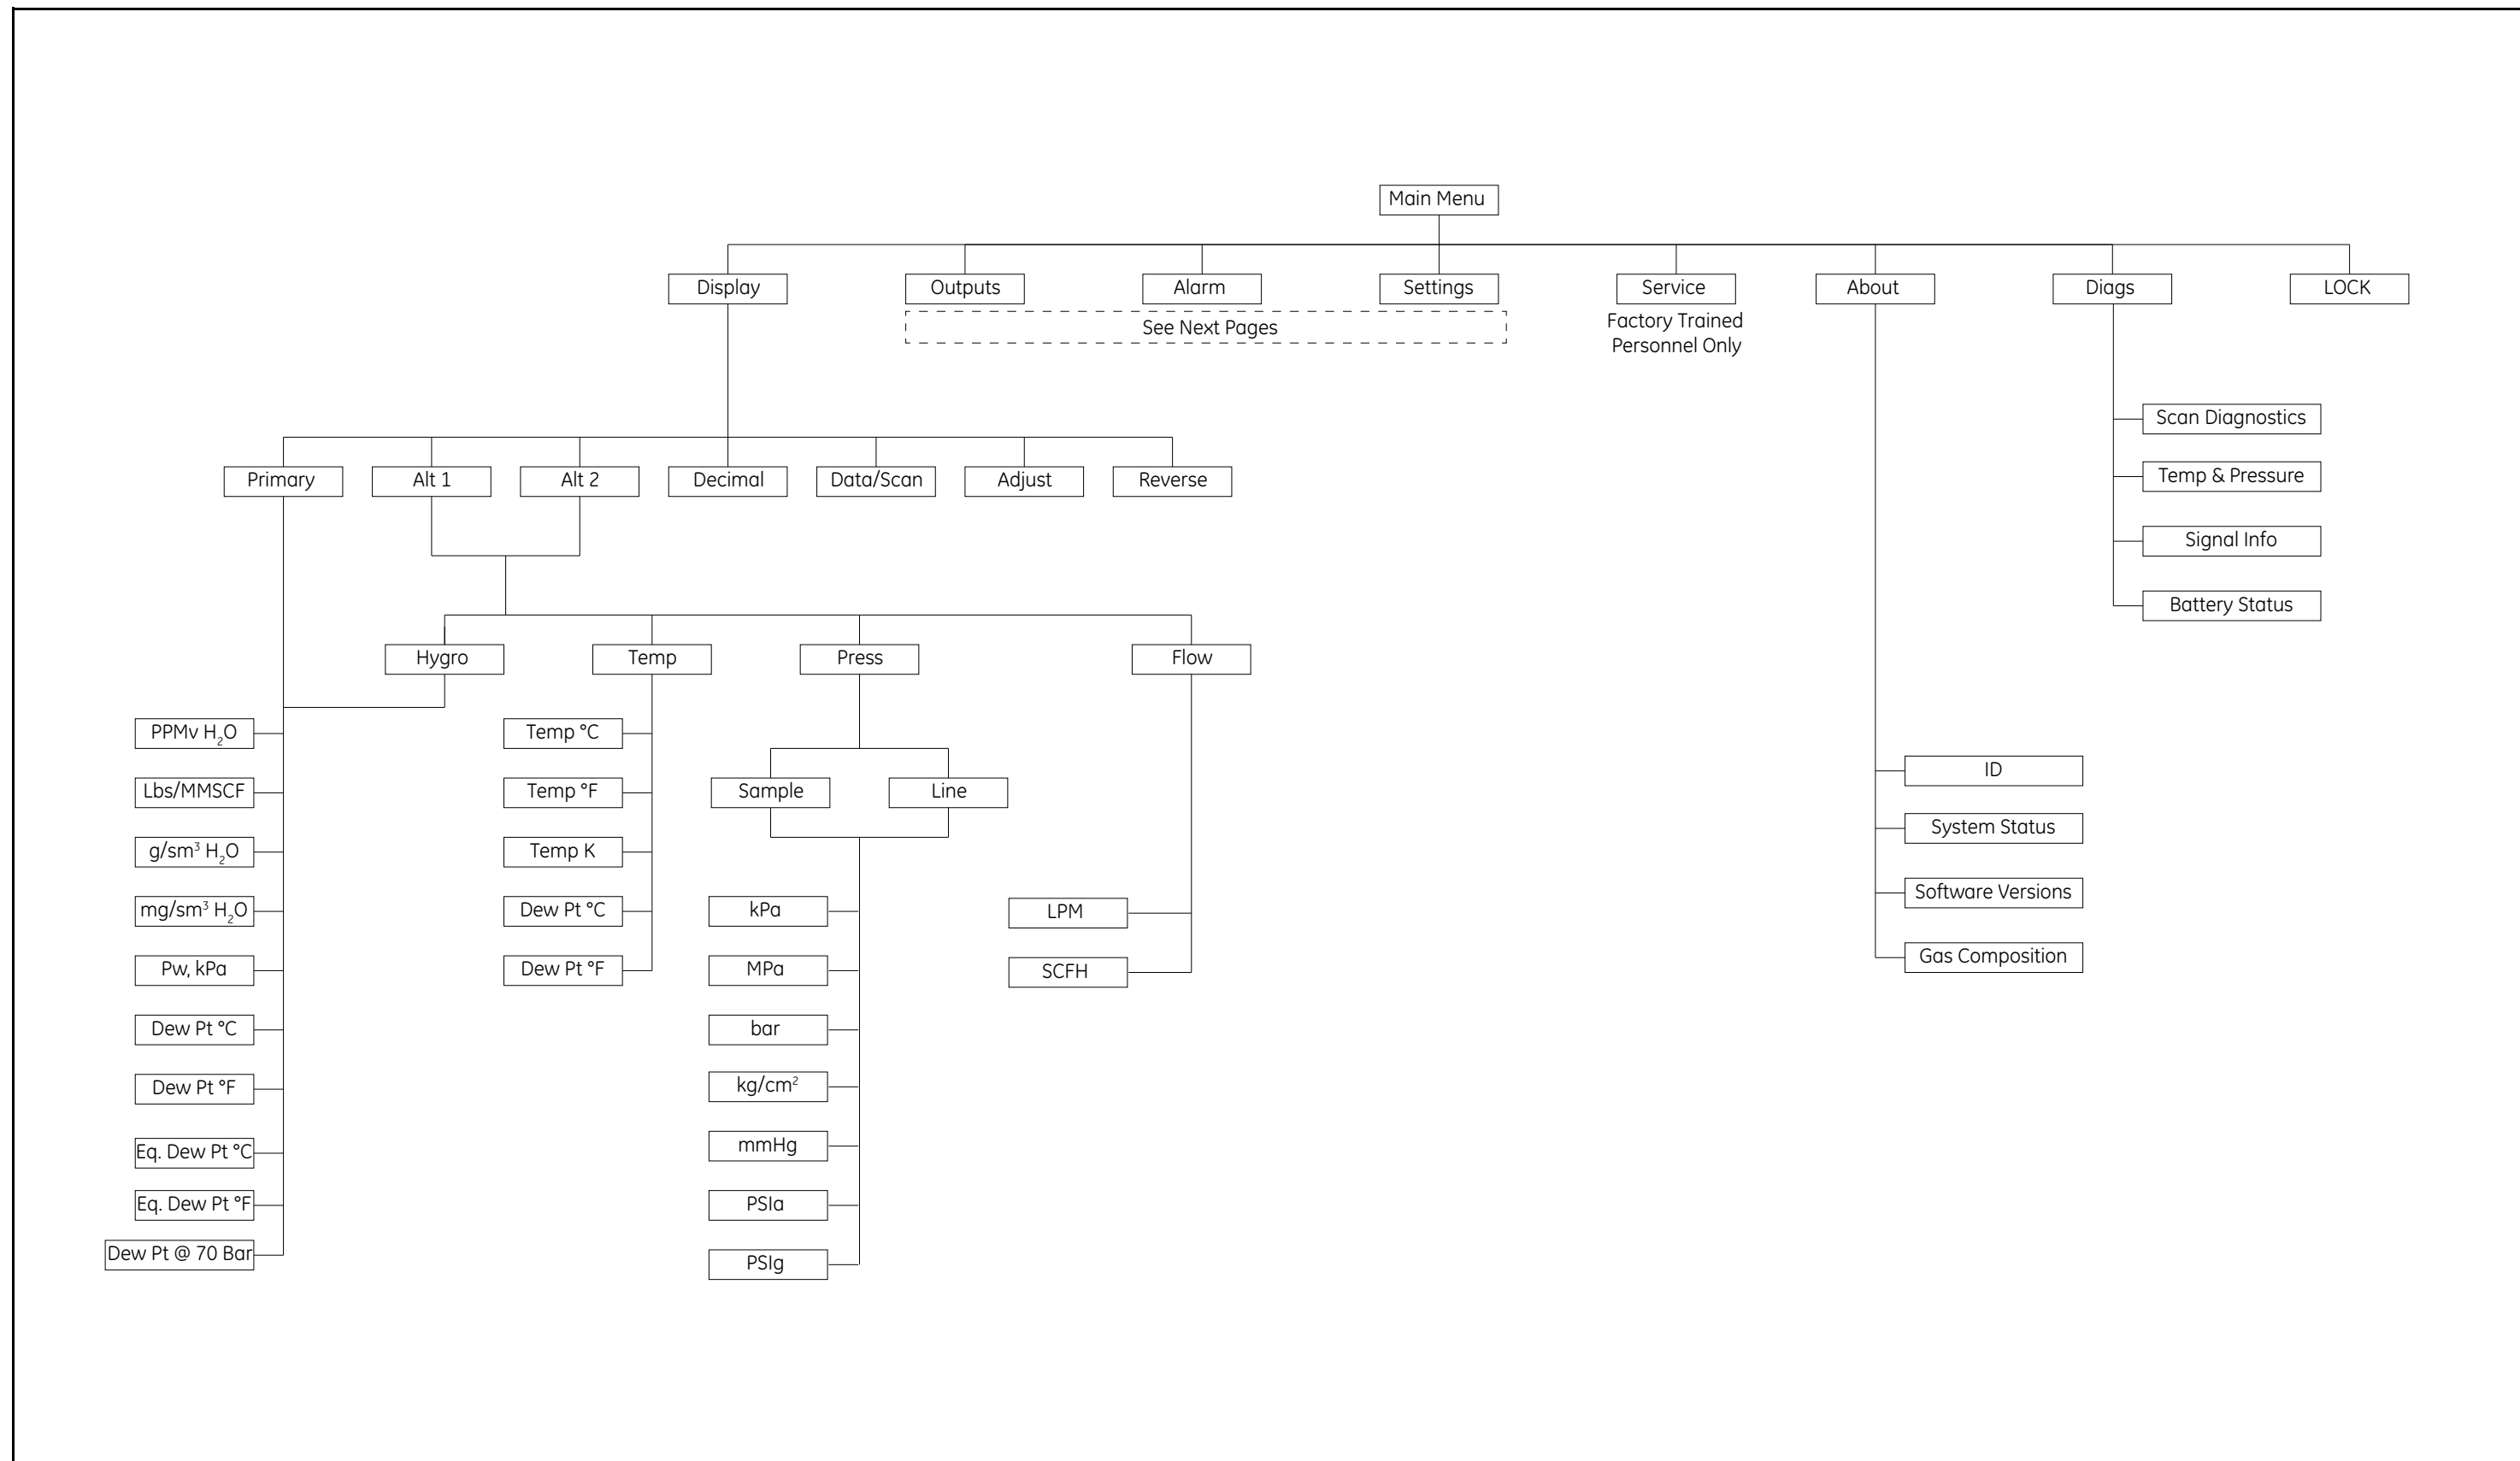 Main Menu
Display
Outputs
Alarm
Settings
Service
About
Diags
LOCK
See Next Pages
Factory Trained
Personnel Only
Scan Diagnostics
Temp & Pressure
Signal Info
Battery Status
Primary
Alt 1
Alt 2
Decimal
Data/Scan
Adjust
Reverse
Hygro
Temp
Press
Flow
PPMv H₂O
Lbs/MMSCF
g/sm³ H₂O
mg/sm³ H₂O
Pw, kPa
Dew Pt °C
Dew Pt °F
Eq. Dew Pt °C
Eq. Dew Pt °F
Dew Pt @ 70 Bar
Temp °C
Temp °F
Temp K
Dew Pt °C
Dew Pt °F
Sample
Line
kPa
MPa
bar
kg/cm²
mmHg
PSIa
PSIg
LPM
SCFH
ID
System Status
Software Versions
Gas Composition